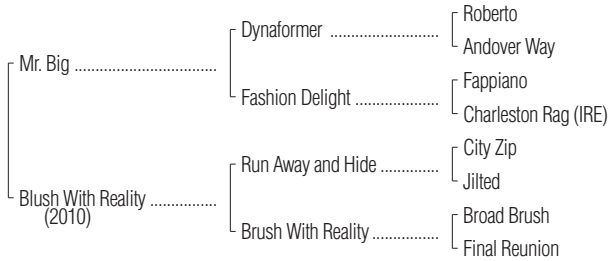 Roberto
Dynaformer ......................
Andover Way
Mr. Big ..............................
Fappiano
Fashion Delight .................
Charleston Rag (IRE)
City Zip
Run Away and Hide ............
Jilted
Blush With Reality ..............
(2010)
Broad Brush
Brush With Reality .............
Final Reunion